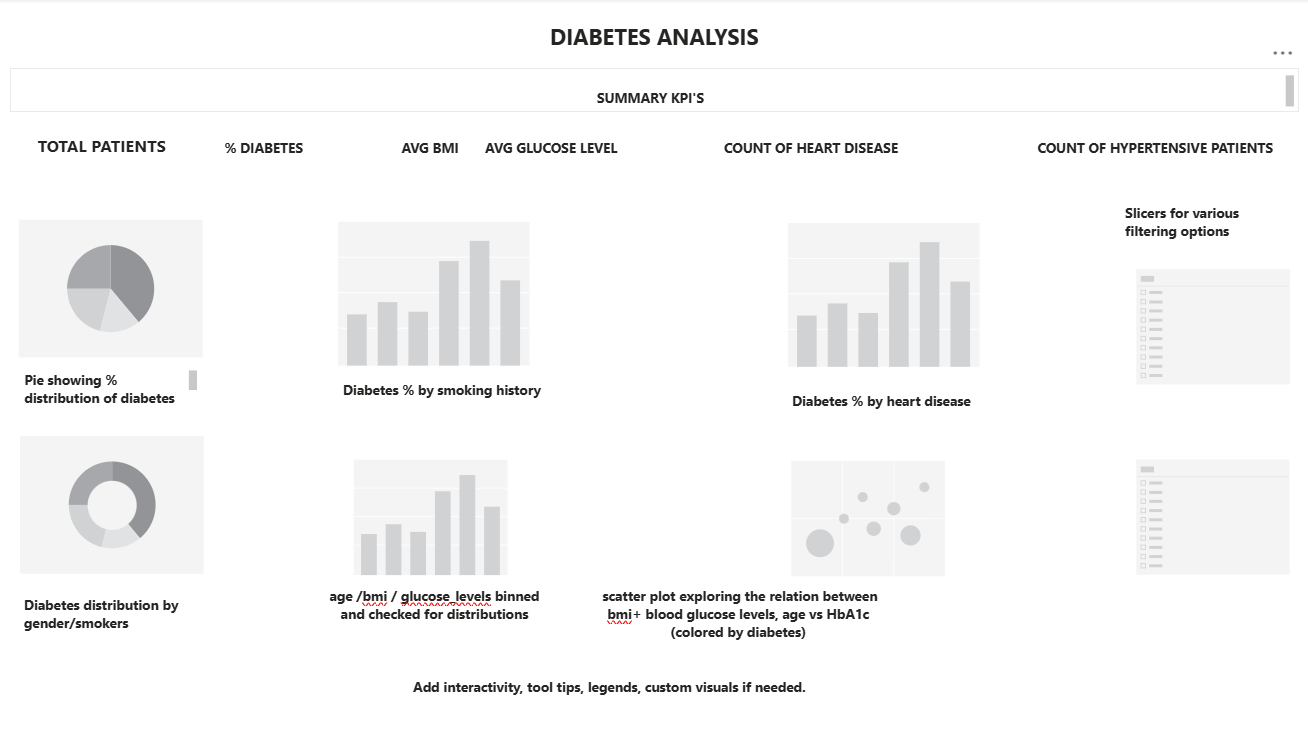 DIABETES ANALYSIS
SUMMARY KPI'S
TOTAL PATIENTS
% DIABETES
AVG BMI
AVG GLUCOSE LEVEL
COUNT OF HEART DISEASE
COUNT OF HYPERTENSIVE PATIENTS
Slicers for various
filtering options
Pie showing %
distribution of diabetes
Diabetes % by smoking history
Diabetes % by heart disease
Diabetes distribution by
gender/smokers
age /bmi / glucose_levels binned
and checked for distributions
scatter plot exploring the relation between
bmi+ blood glucose levels, age vs HbA1c
(colored by diabetes)
Add interactivity, tool tips, legends, custom visuals if needed.